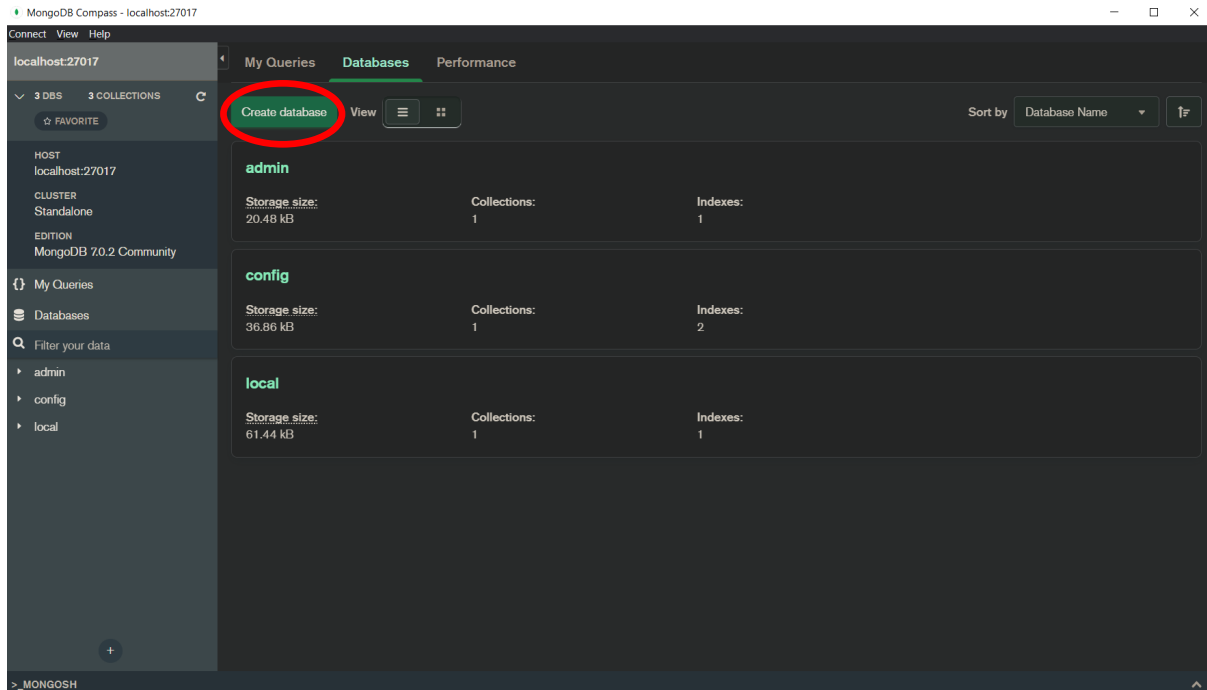 MongoDB Compass - localhost:27017
Connect View Help
localhost:27017
3 DBS 3 COLLECTIONS
FAVORITE
HOST
localhost:27017
CLUSTER
Standalone
EDITION
MongoDB 7.0.2 Community
{} My Queries
Databases
Filter your data
admin
config
local
>_MONGOSH
My Queries Databases Performance
Create database View Sort by Database Name
admin
Storage size: Collections: Indexes:
20.48 kB 1 1
config
Storage size: Collections: Indexes:
36.86 kB 1 2
local
Storage size: Collections: Indexes:
61.44 kB 1 1